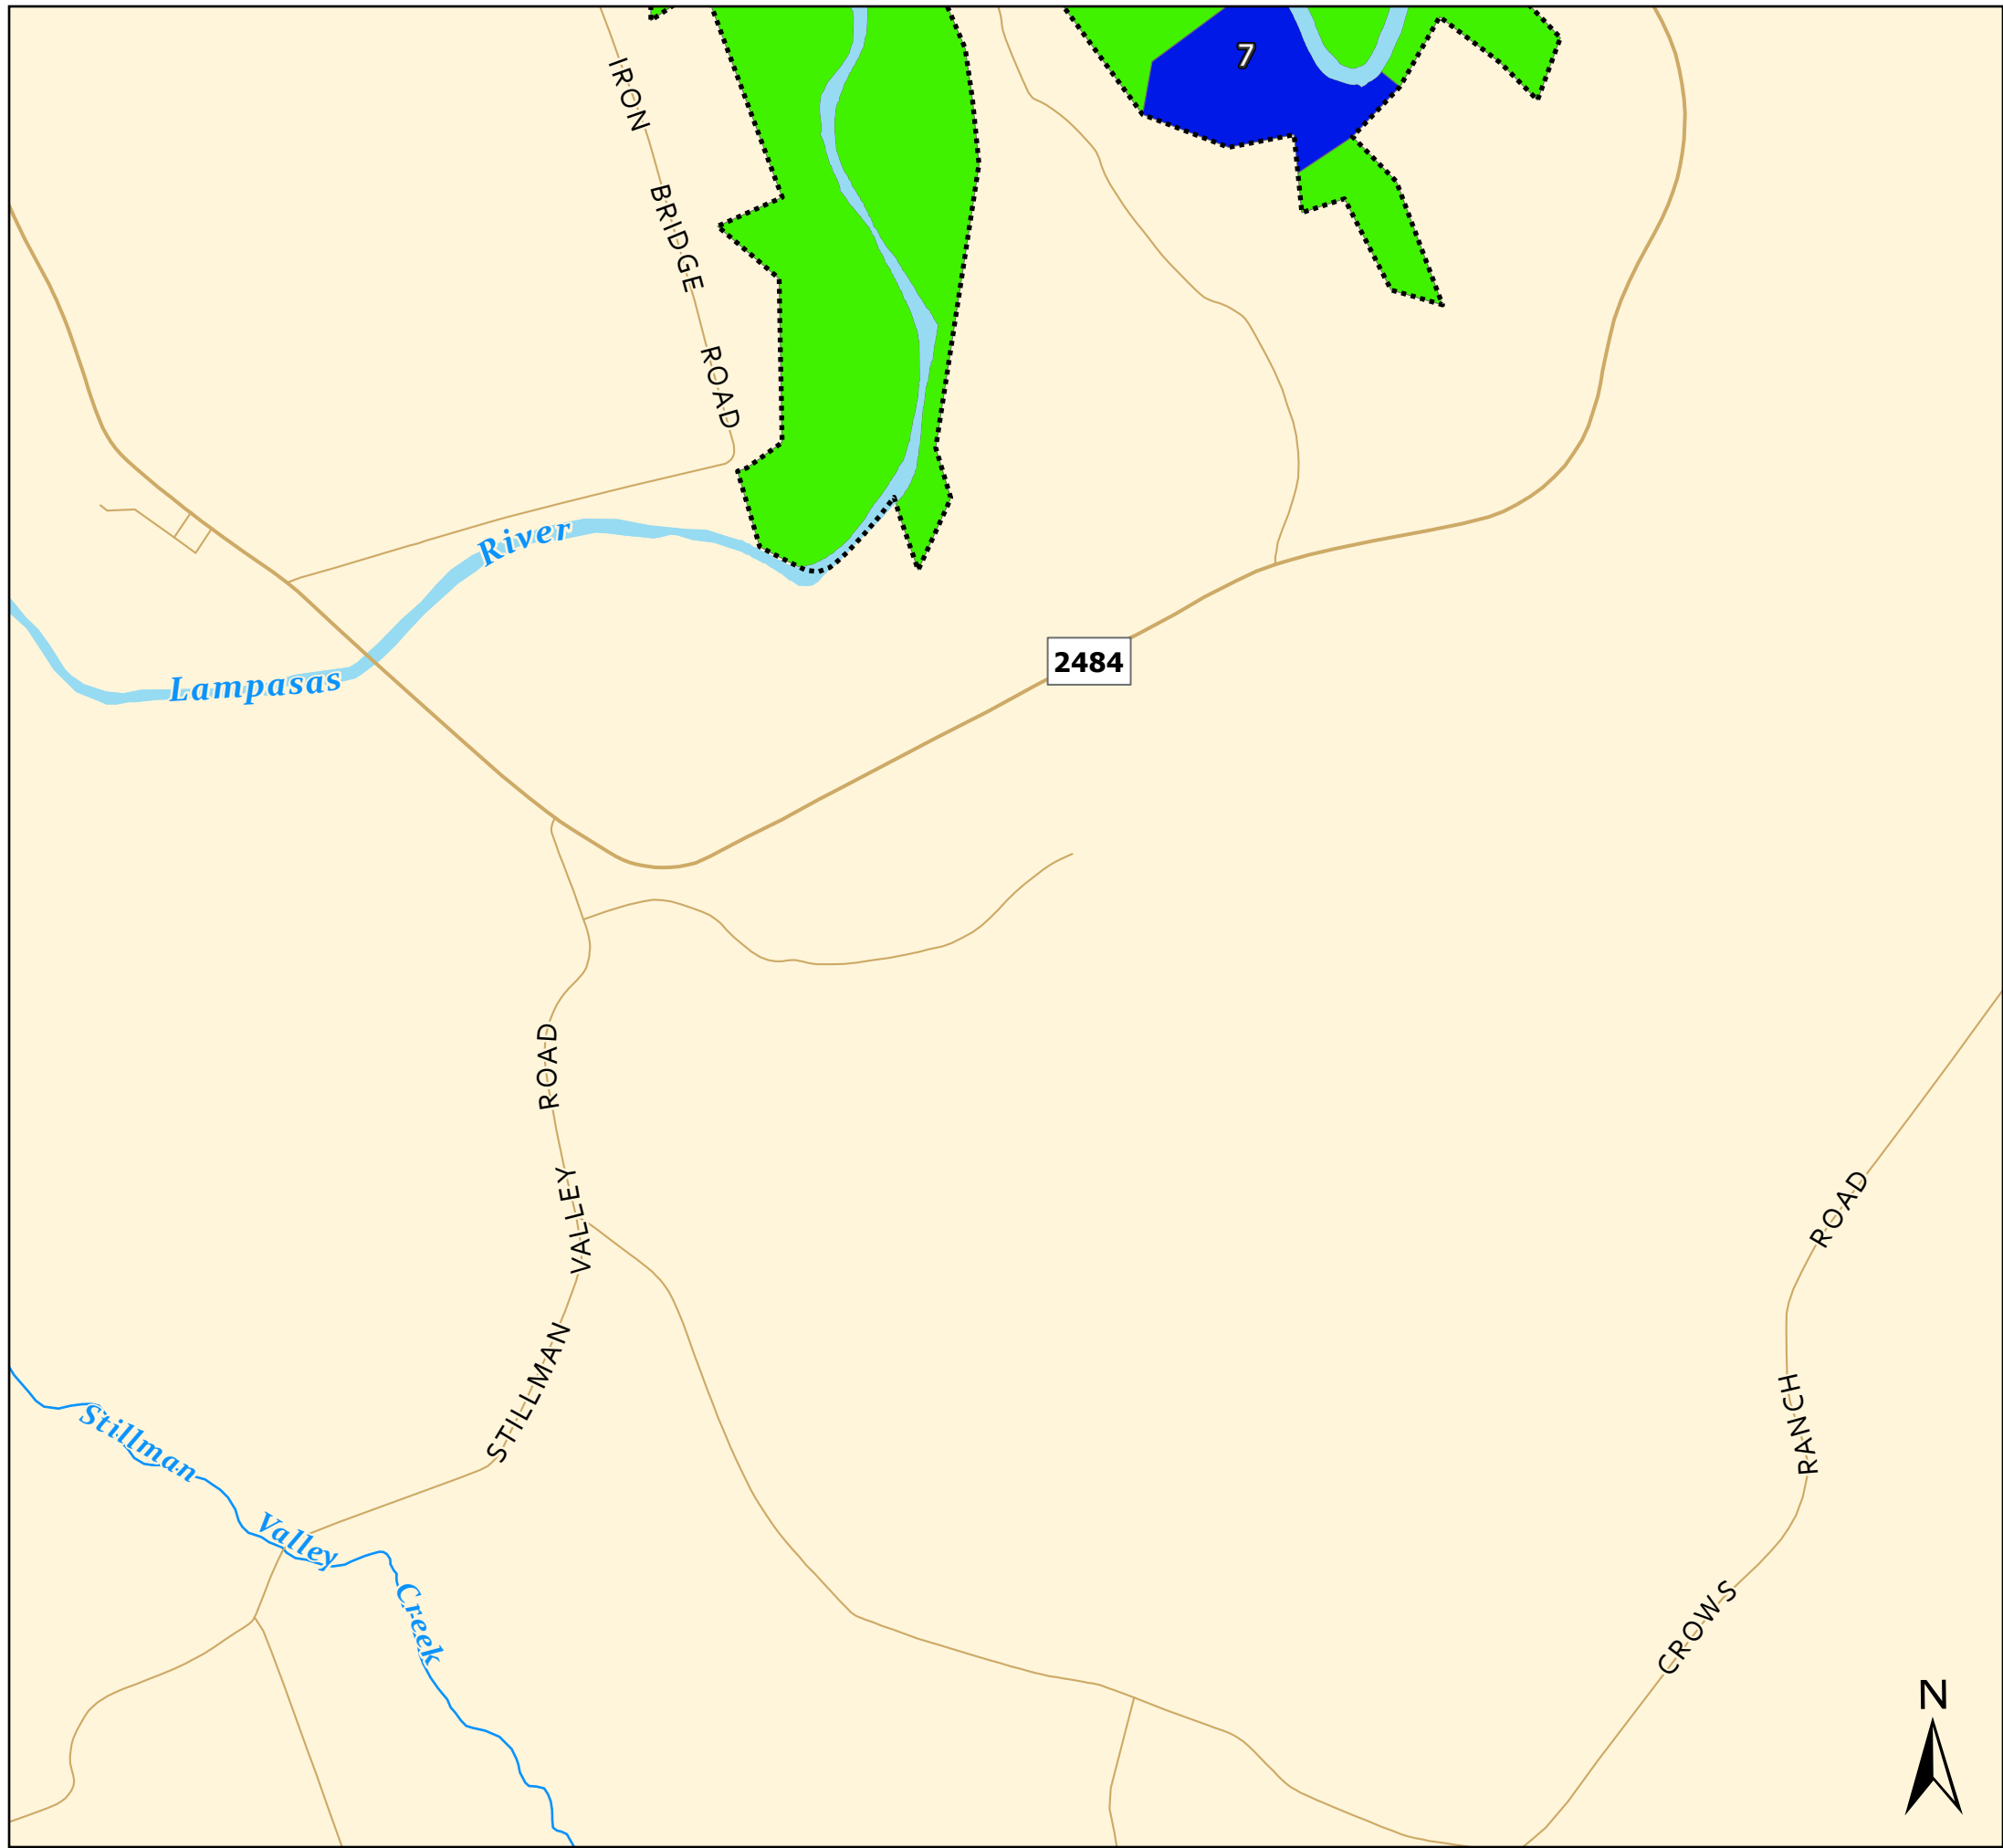 7
IRON BRIDGE ROAD
Lampasas River
2484
STILLMAN VALLEY ROAD
CROWS RANCH ROAD
Stillman Valley Creek
N